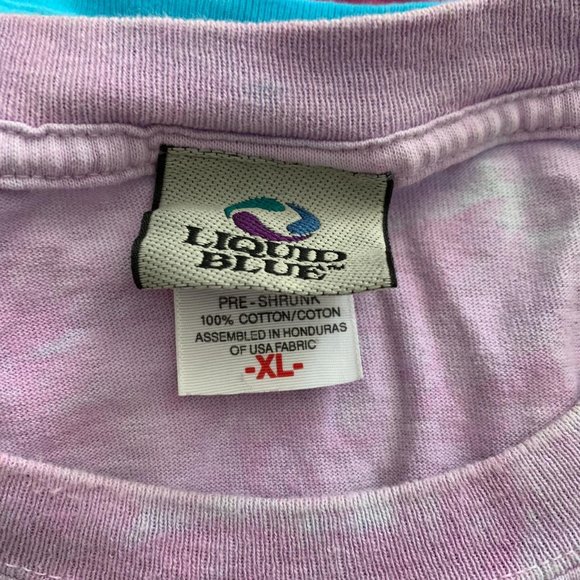 LIQUID
BLUE™
PRE-SHRUNK
100% COTTON/COTON
ASSEMBLED IN HONDURAS
OF USA FABRIC
-XL-